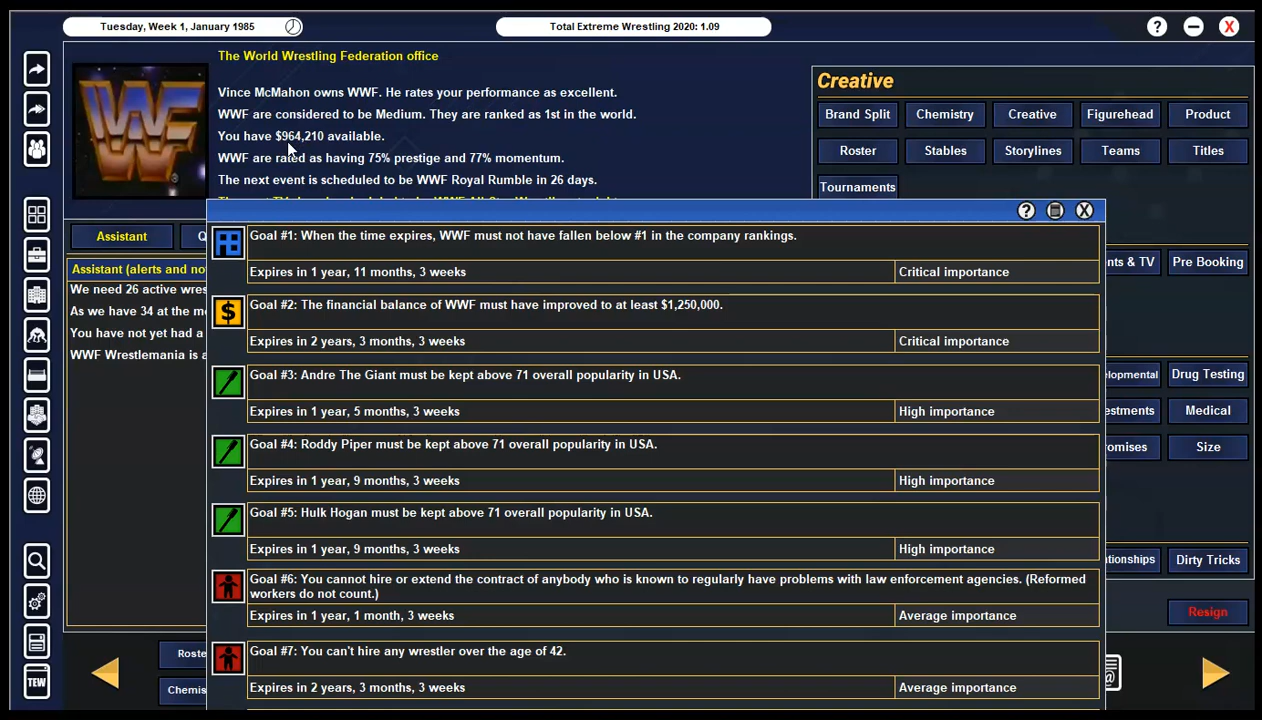 Tuesday, Week 1, January 1985
Total Extreme Wrestling 2020: 1.09
?
X
The World Wrestling Federation office
Vince McMahon owns WWF. He rates your performance as excellent.
WWF are considered to be Medium. They are ranked as 1st in the world.
You have $964,210 available.
WWF are rated as having 75% prestige and 77% momentum.
The next event is scheduled to be WWF Royal Rumble in 26 days.
Creative
Brand Split
Chemistry
Creative
Figurehead
Product
Roster
Stables
Storylines
Teams
Titles
Tournaments
Assistant
Q
Assistant (alerts and no
We need 26 active wres
As we have 34 at the m
You have not yet had a
WWF Wrestlemania is a
? X
Goal #1: When the time expires, WWF must not have fallen below #1 in the company rankings.
Expires in 1 year, 11 months, 3 weeks
Critical importance
Goal #2: The financial balance of WWF must have improved to at least $1,250,000.
Expires in 2 years, 3 months, 3 weeks
Critical importance
Goal #3: Andre The Giant must be kept above 71 overall popularity in USA.
Expires in 1 year, 5 months, 3 weeks
High importance
Goal #4: Roddy Piper must be kept above 71 overall popularity in USA.
Expires in 1 year, 9 months, 3 weeks
High importance
Goal #5: Hulk Hogan must be kept above 71 overall popularity in USA.
Expires in 1 year, 9 months, 3 weeks
High importance
Goal #6: You cannot hire or extend the contract of anybody who is known to regularly have problems with law enforcement agencies. (Reformed
workers do not count.)
Expires in 1 year, 1 month, 3 weeks
Average importance
Goal #7: You can't hire any wrestler over the age of 42.
Expires in 2 years, 3 months, 3 weeks
Average importance
nts & TV
Pre Booking
lopmental
Drug Testing
estments
Medical
omises
Size
tionships
Dirty Tricks
Resign
Roste
Chemis
TEW